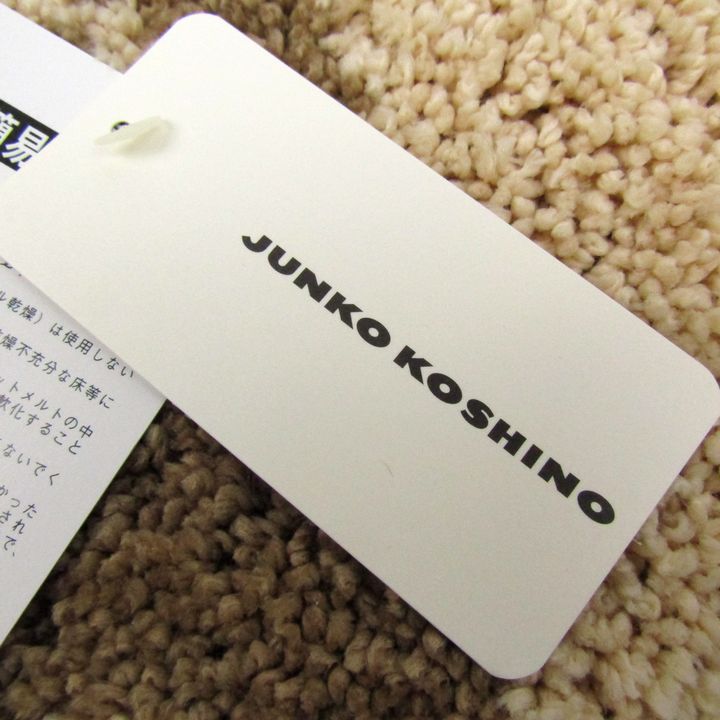 JUNKO KOSHINO
簡易
ル乾燥）は使用しない
燥不充分な床等に
ットメルトの中
軟化すること
ないでく
かった
され
で、